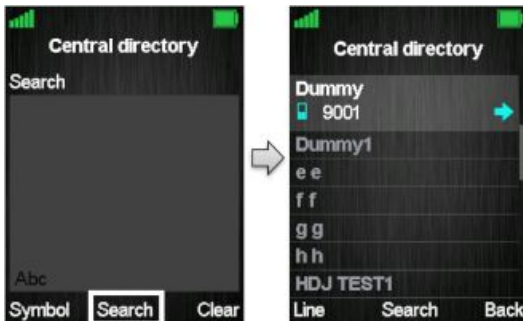 Central directory
Search
Abc
Symbol Search Clear
Central directory
Dummy
9001
Dummy1
e e
f f
g g
h h
HDJ TEST1
Line Search Back